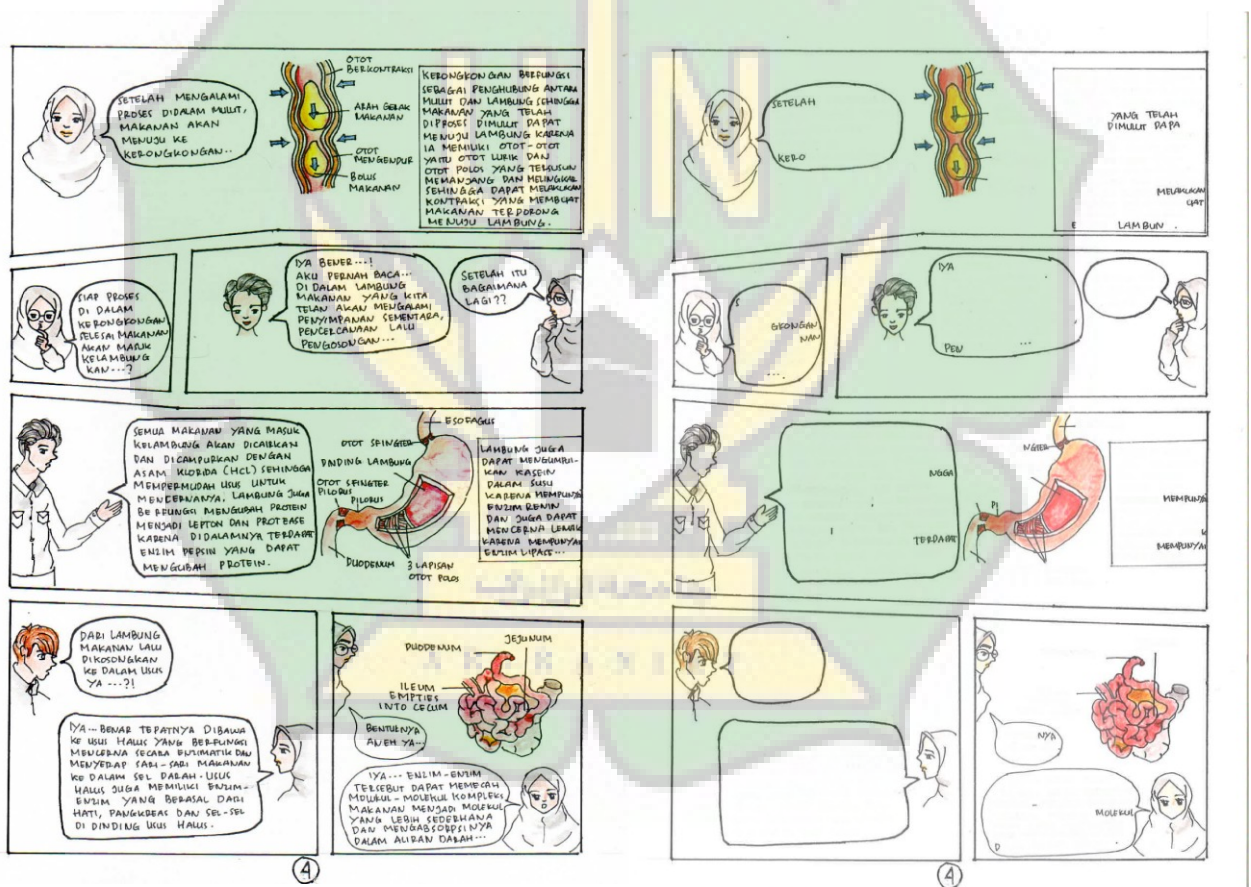 SETELAH MENGALAMI
PROSES DIDALAM MULUT,
MAKANAN AKAN
MENUJU KE
KERONGKONGAN..
OTOT
BERKONTRAKSI
ARAH GERAK
MAKANAN
OTOT
MENGENDUR
BOLUS
MAKANAN
KERONGKONGAN BERFUNGSI
SEBAGAI PENGHUBUNG ANTARA
MULUT DAN LAMBUNG SEHINGGA
MAKANAN YANG TELAH
DIPROSES DIMULUT DAPAT
MENUJU LAMBUNG KARENA
IA MEMILIKI OTOT-OTOT
YAITU OTOT LURIK DAN
OTOT POLOS YANG TERSUSUN
MEMANJANG DAN MELINGKAR
SEHINGGA DAPAT MELAKUKAN
KONTRAKSI YANG MEMBUAT
MAKANAN TERDORONG
MENUJU LAMBUNG.
SIAP PROSES
DI DALAM
KERONGKONGAN
SELESAI MAKANAN
AKAN MASUK
KELAMBUNG
KAN...?
IYA BENER...!
AKU PERNAH BACA...
DI DALAM LAMBUNG
MAKANAN YANG KITA
TELAN AKAN MENGALAMI
PENYIMPANAN SEMENTARA,
PENCERCANAAN LALU
PENGOSONGAN...
SETELAH ITU
BAGAIMANA
LAGI??
SEMUA MAKANAN YANG MASUK
KELAMBUNG AKAN DICAIRKAN
DAN DICAMPURKAN DENGAN
ASAM KLORIDA (HCL) SEHINGGA
MEMPERMUDAH USUS UNTUK
MENCERNANYA. LAMBUNG JUGA
BERFUNGSI MENGUBAH PROTEIN
MENJADI LEPTON DAN PROTEASE
KARENA DIDALAMNYA TERDAPAT
ENZIM PEPSIN YANG DAPAT
MENGUBAH PROTEIN.
ESOFAGUS
OTOT SFINGTER
DINDING LAMBUNG
OTOT SFINGTER
PILORUS
PILORUS
DUODENUM
3 LAPISAN
OTOT POLOS
LAMBUNG JUGA
DAPAT MENGUMPUL-
KAN KASEIN
DALAM SUSU
KARENA MEMPUNYAI
ENZIM RENIN
DAN JUGA DAPAT
MENCERNA LEMAK
KARENA MEMPUNYAI
ENZIM LIPASE...
DARI LAMBUNG
MAKANAN LALU
DIKOSONGKAN
KE DALAM USUS
YA ...?!
IYA... BENAR TEPATNYA DIBAWA
KE USUS HALUS YANG BERFUNGSI
MENCERNA SECARA ENZIMATIK DAN
MENYERAP SARI-SARI MAKANAN
KE DALAM SEL DARAH. USUS
HALUS JUGA MEMILIKI ENZIM-
ENZIM YANG BERASAL DARI
HATI, PANGKREAS DAN SEL-SEL
DI DINDING USUS HALUS.
DUODENUM
JEJUNUM
ILEUM
EMPTIES
INTO CECUM
BENTUKNYA
ANEH YA...
IYA... ENZIM-ENZIM
TERSEBUT DAPAT MEMECAH
MOLEKUL-MOLEKUL KOMPLEKS
MAKANAN MENJADI MOLEKUL
YANG LEBIH SEDERHANA
DAN MENGABSORPSINYA
DALAM ALIRAN DARAH...
4
SETELAH
KERO
YANG TELAH
DIMULUT DAPA
MELAKUKAN
UAT
E LAMBUN .
S
GKONGAN
NAN
....
IYA
...
PEN
NGGA
TERDAPAT
NGTER
PI
MEMPUNYAI
MEMPUNYAI
NYA
MOLEKUL
D
4